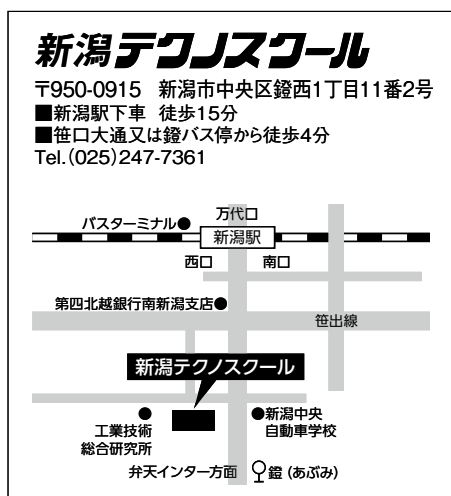 新潟テクノスクール
〒950-0915 新潟市中央区鐙西1丁目11番2号
■新潟駅下車 徒歩15分
■笹口大通又は鐙バス停から徒歩4分
Tel.(025)247-7361
万代口
バスターミナル●
新潟駅
西口 南口
第四北越銀行南新潟支店●
笹出線
新潟テクノスクール
●
工業技術
総合研究所
●新潟中央
自動車学校
弁天インター方面
鐙(あぶみ)